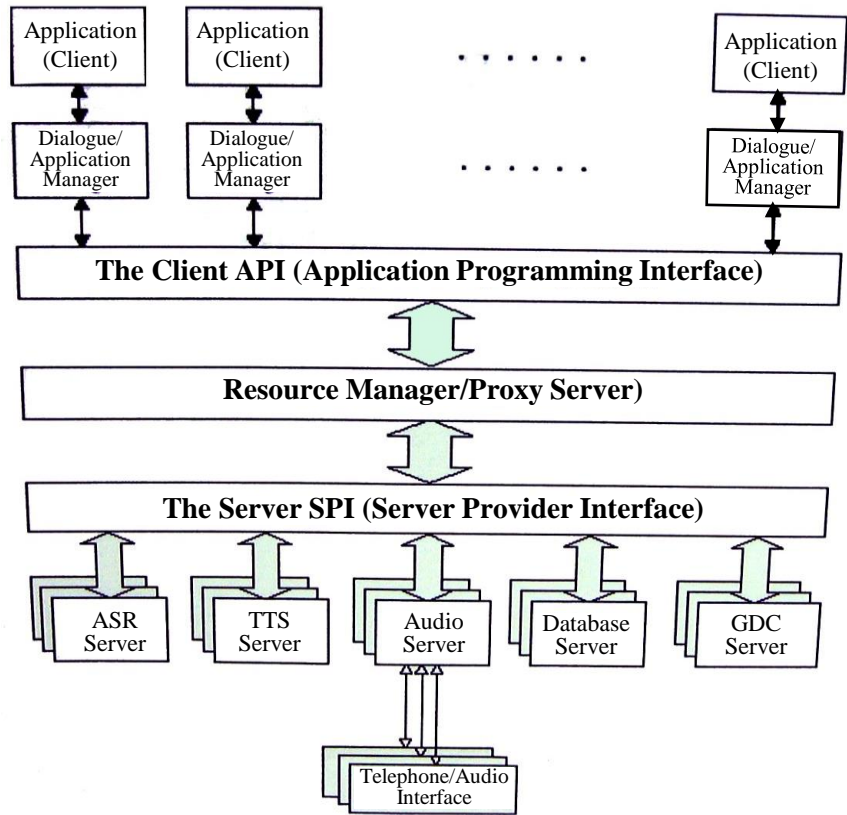 Application
(Client)
Application
(Client)
Application
(Client)
Dialogue/
Application
Manager
Dialogue/
Application
Manager
Dialogue/
Application
Manager
The Client API (Application Programming Interface)
Resource Manager/Proxy Server)
The Server SPI (Server Provider Interface)
ASR
Server
TTS
Server
Audio
Server
Database
Server
GDC
Server
Telephone/Audio
Interface